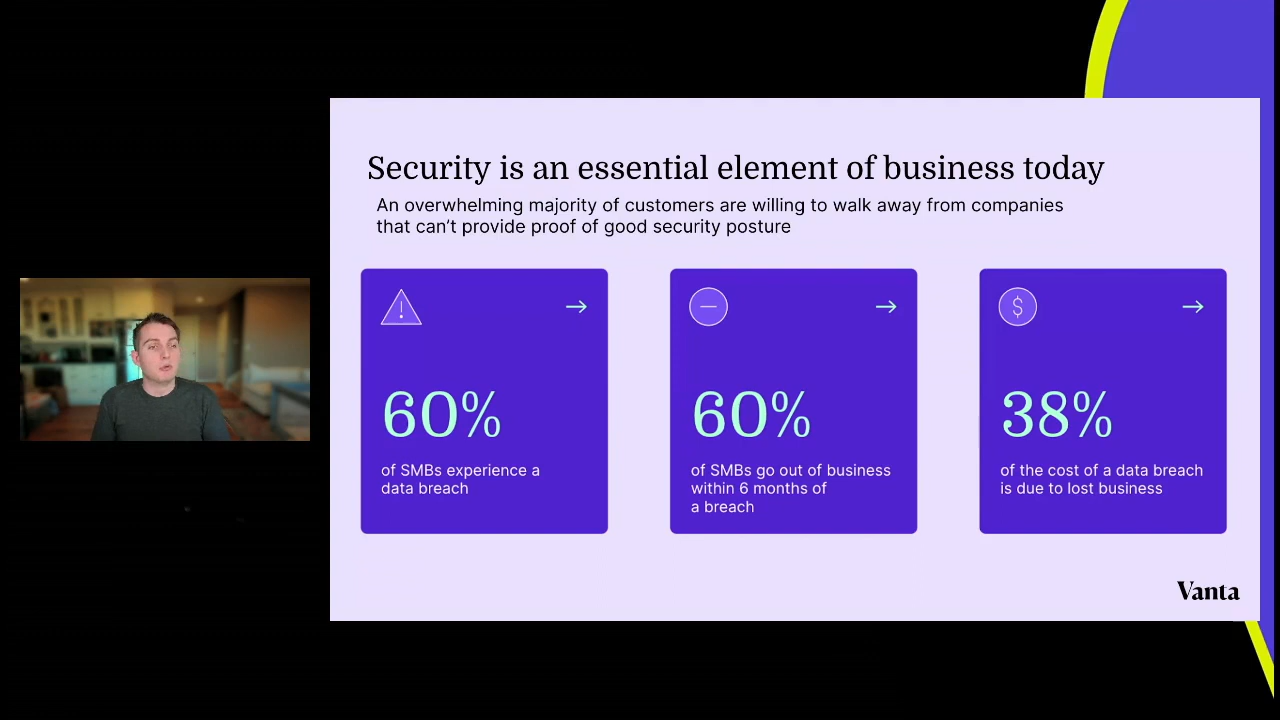 Security is an essential element of business today
An overwhelming majority of customers are willing to walk away from companies
that can’t provide proof of good security posture
60%
of SMBs experience a
data breach
60%
of SMBs go out of business
within 6 months of
a breach
$
38%
of the cost of a data breach
is due to lost business
Vanta